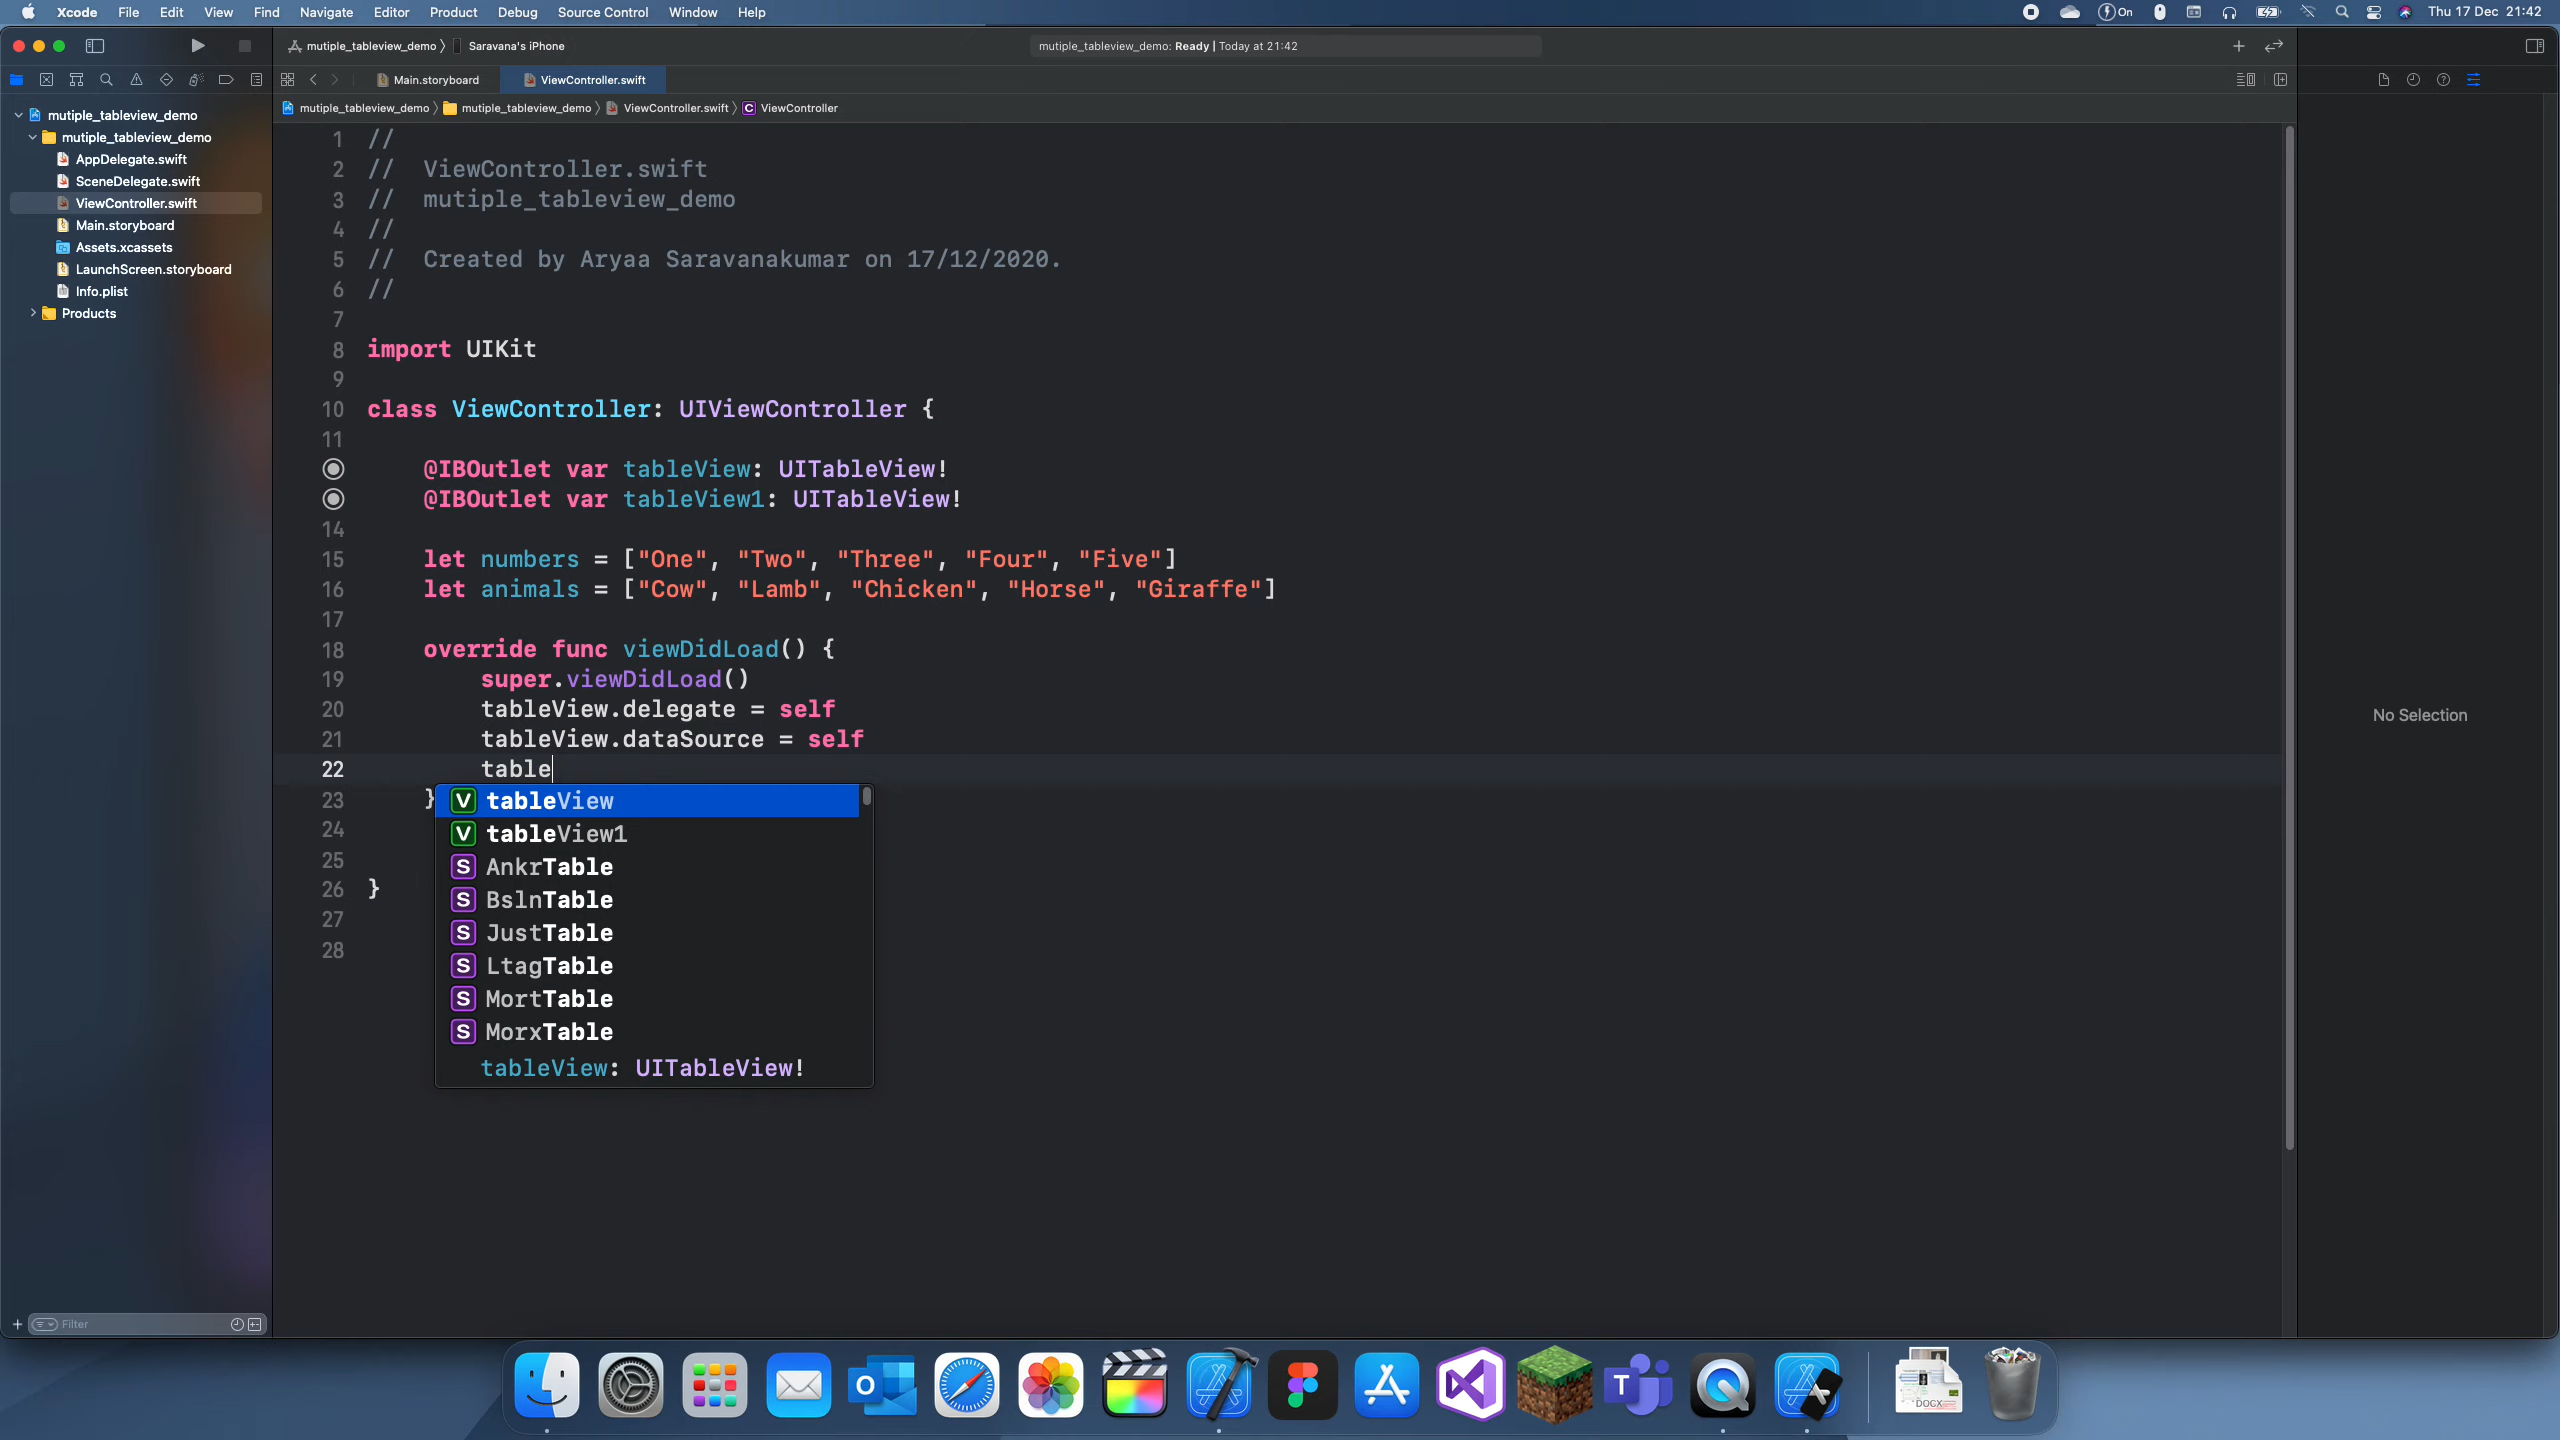 Xcode File Edit View Find Navigate Editor Product Debug Source Control Window Help On Thu 17 Dec 21:42
mutiple_tableview_demo Saravana's iPhone mutiple_tableview_demo: Ready | Today at 21:42
Main.storyboard ViewController.swift
mutiple_tableview_demo mutiple_tableview_demo ViewController.swift C ViewController
mutiple_tableview_demo
mutiple_tableview_demo
AppDelegate.swift
SceneDelegate.swift
ViewController.swift
Main.storyboard
Assets.xcassets
LaunchScreen.storyboard
Info.plist
Products
Filter
1 //
2 // ViewController.swift
3 // mutiple_tableview_demo
4 //
5 // Created by Aryaa Saravanakumar on 17/12/2020.
6 //
7
8 import UIKit
9
10 class ViewController: UIViewController {
11
@IBOutlet var tableView: UITableView!
@IBOutlet var tableView1: UITableView!
14
15 let numbers = ["One", "Two", "Three", "Four", "Five"]
16 let animals = ["Cow", "Lamb", "Chicken", "Horse", "Giraffe"]
17
18 override func viewDidLoad() {
19 super.viewDidLoad()
20 tableView.delegate = self
21 tableView.dataSource = self
22 table
23 }
24
25
26 }
27
28
V tableView
V tableView1
S AnkrTable
S BslnTable
S JustTable
S LtagTable
S MortTable
S MorxTable
tableView: UITableView!
No Selection
DOCX